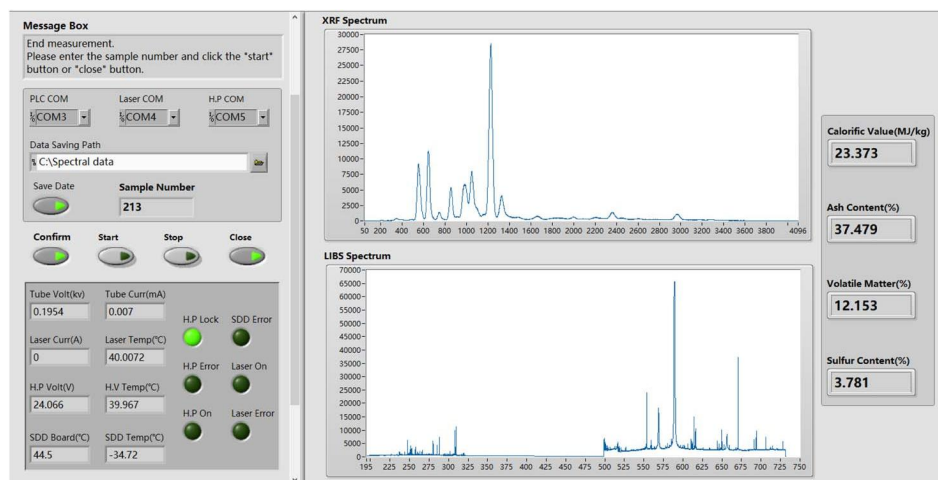 Message Box
End measurement.
Please enter the sample number and click the "start"
button or "close" button.
PLC COM Laser COM H.P COM
COM3 COM4 COM5
Data Saving Path
C:\Spectral data
Save Date Sample Number
213
Confirm Start Stop Close
Tube Volt(kv) Tube Curr(mA)
0.1954 0.007
H.P Lock SDD Error
Laser Curr(A) Laser Temp(℃)
0 40.0072
H.P Error Laser On
H.P Volt(V) H.V Temp(℃)
24.066 39.967
H.P On Laser Error
SDD Board(℃) SDD Temp(℃)
44.5 -34.72
XRF Spectrum
30000
27500
25000
22500
20000
17500
15000
12500
10000
7500
5000
2500
0
50 200 400 600 800 1000 1200 1400 1600 1800 2000 2200 2400 2600 2800 3000 3200 3400 3600 3800 4096
LIBS Spectrum
70000
65000
60000
55000
50000
45000
40000
35000
30000
25000
20000
15000
10000
5000
0
195 225 250 275 300 325 350 375 400 425 450 475 500 525 550 575 600 625 650 675 700 725 750
Calorific Value(MJ/kg)
23.373
Ash Content(%)
37.479
Volatile Matter(%)
12.153
Sulfur Content(%)
3.781